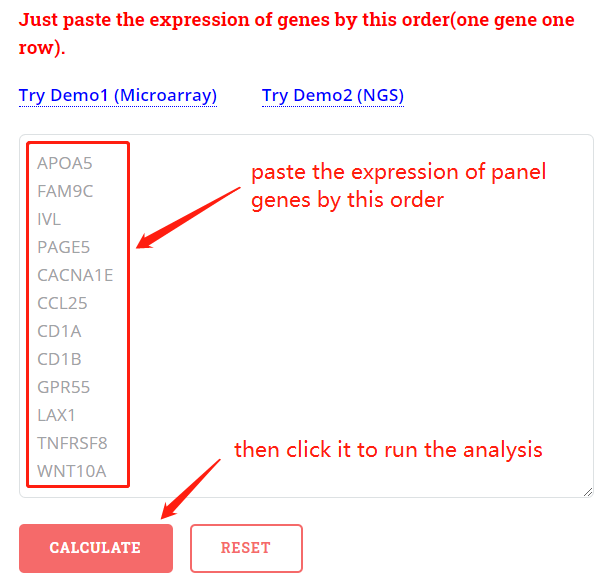 Just paste the expression of genes by this order(one gene one
row).
Try Demo1 (Microarray) Try Demo2 (NGS)
APOA5
FAM9C
IVL
PAGE5
CACNA1E
CCL25
CD1A
CD1B
GPR55
LAX1
TNFRSF8
WNT10A
paste the expression of panel
genes by this order
then click it to run the analysis
CALCULATE RESET